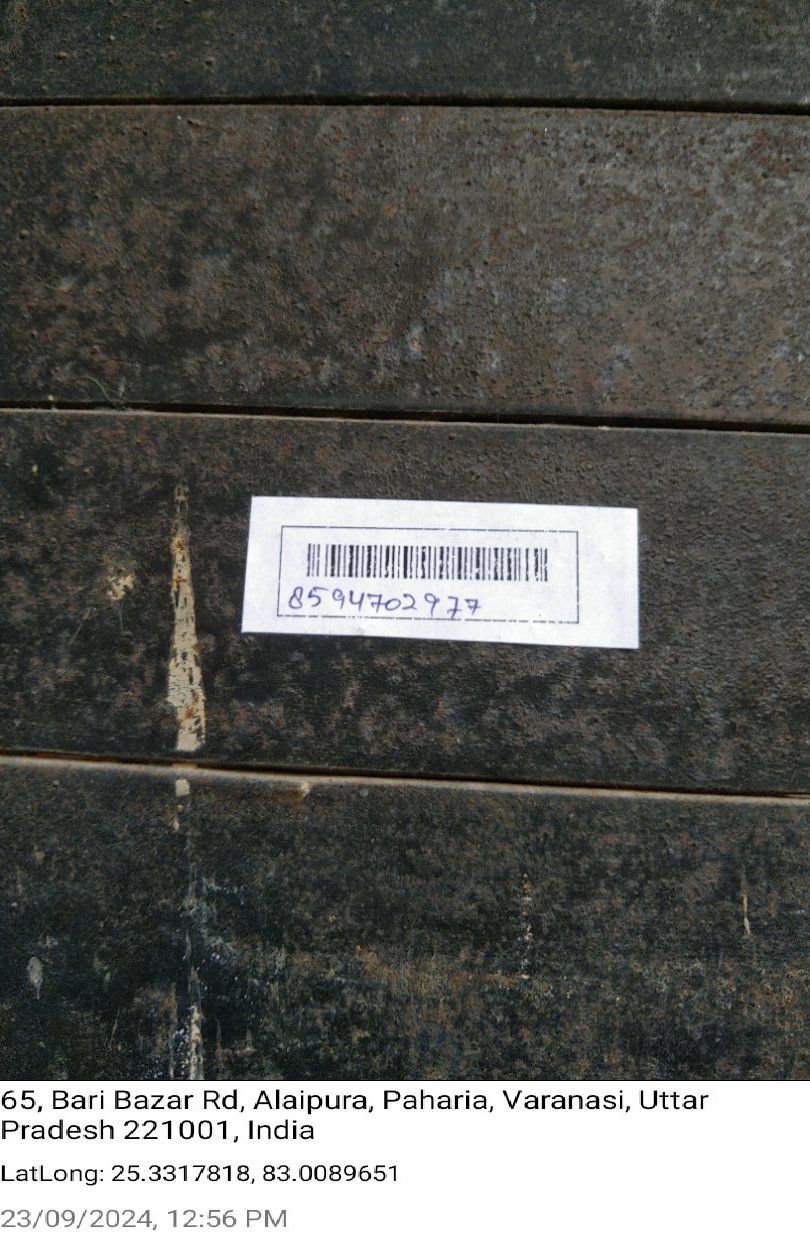 8594702977
65, Bari Bazar Rd, Alaipura, Paharia, Varanasi, Uttar
Pradesh 221001, India
LatLong: 25.3317818, 83.0089651
23/09/2024, 12:56 PM